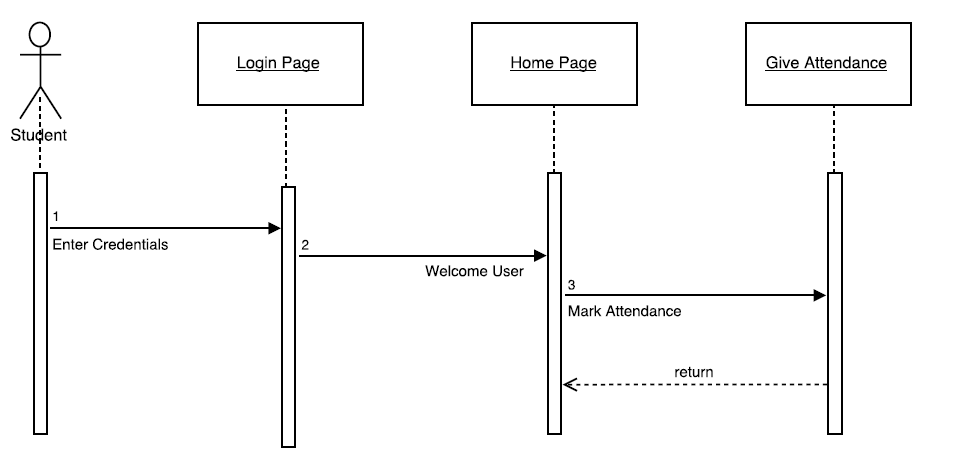 Login Page
Home Page
Give Attendance
Student
1
Enter Credentials
2
Welcome User
3
Mark Attendance
return